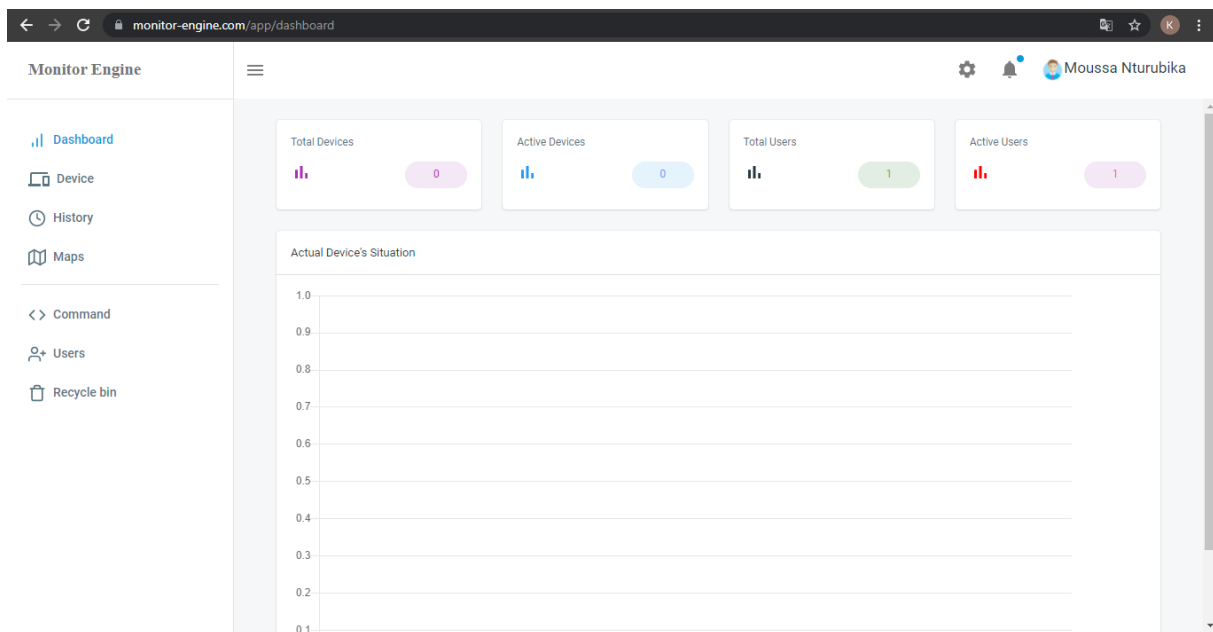 monitor-engine.com/app/dashboard
K
Monitor Engine
Moussa Nturubika
Dashboard
Device
History
Maps
Command
Users
Recycle bin
Total Devices
0
Active Devices
0
Total Users
1
Active Users
1
Actual Device's Situation
1.0
0.9
0.8
0.7
0.6
0.5
0.4
0.3
0.2
0.1